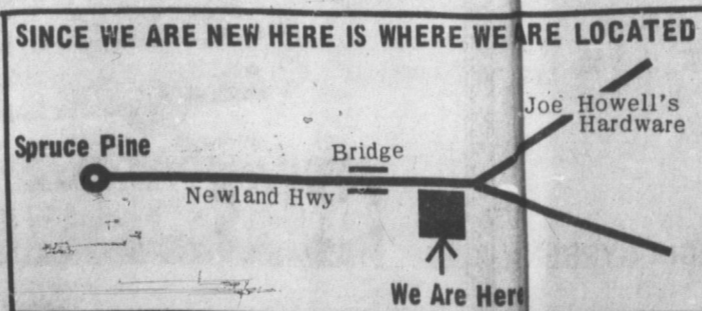 SINCE WE ARE NEW HERE IS WHERE WE ARE LOCATED
Joe Howell's
Hardware
Spruce Pine
Bridge
Newland Hwy
We Are Here